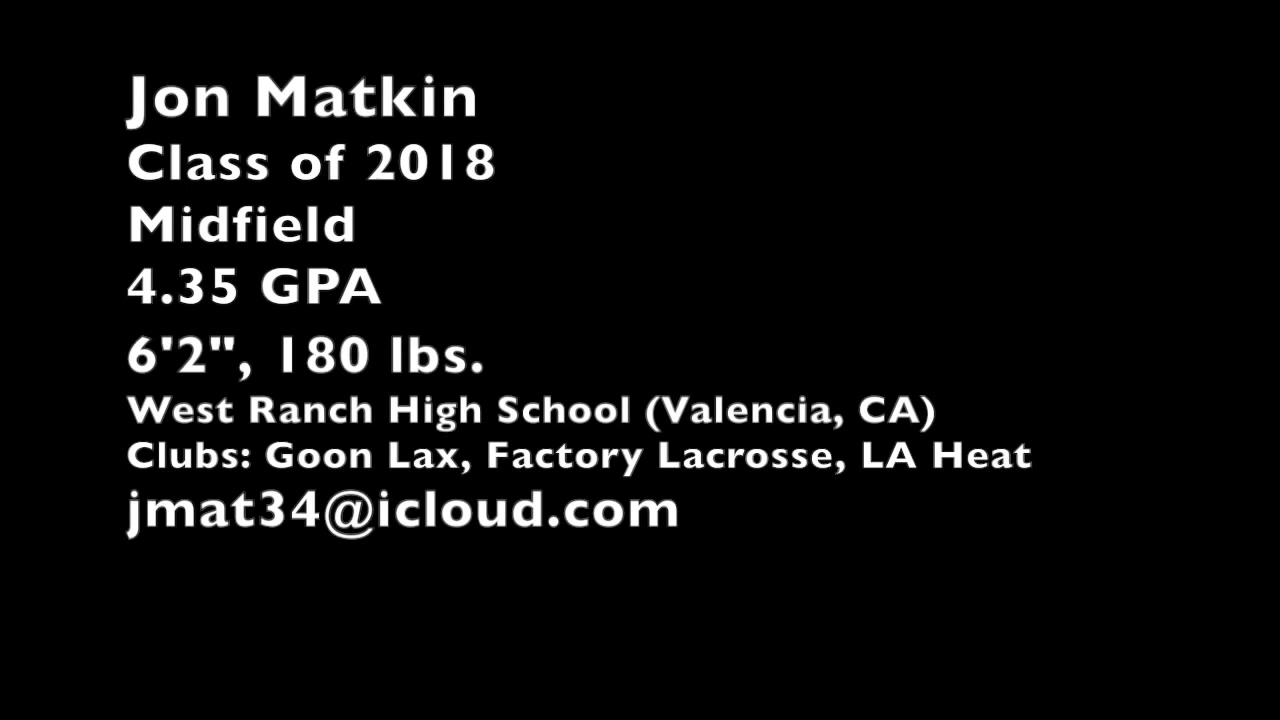 Jon Matkin
Class of 2018
Midfield
4.35 GPA
6'2", 180 lbs.
West Ranch High School (Valencia, CA)
Clubs: Goon Lax, Factory Lacrosse, LA Heat
jmat34@icloud.com